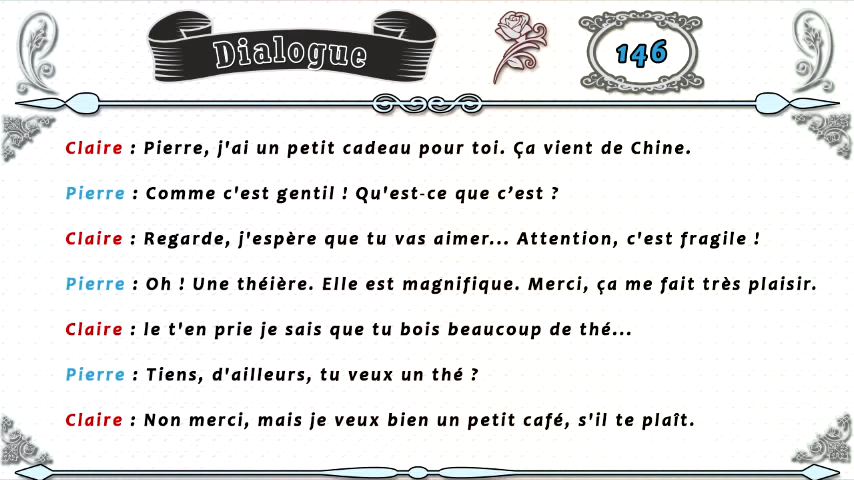 Dialogue
146
Claire : Pierre, j'ai un petit cadeau pour toi. Ça vient de Chine.
Pierre : Comme c'est gentil ! Qu'est-ce que c’est ?
Claire : Regarde, j'espère que tu vas aimer... Attention, c'est fragile !
Pierre : Oh ! Une théière. Elle est magnifique. Merci, ça me fait très plaisir.
Claire : le t'en prie je sais que tu bois beaucoup de thé...
Pierre : Tiens, d'ailleurs, tu veux un thé ?
Claire : Non merci, mais je veux bien un petit café, s'il te plaît.